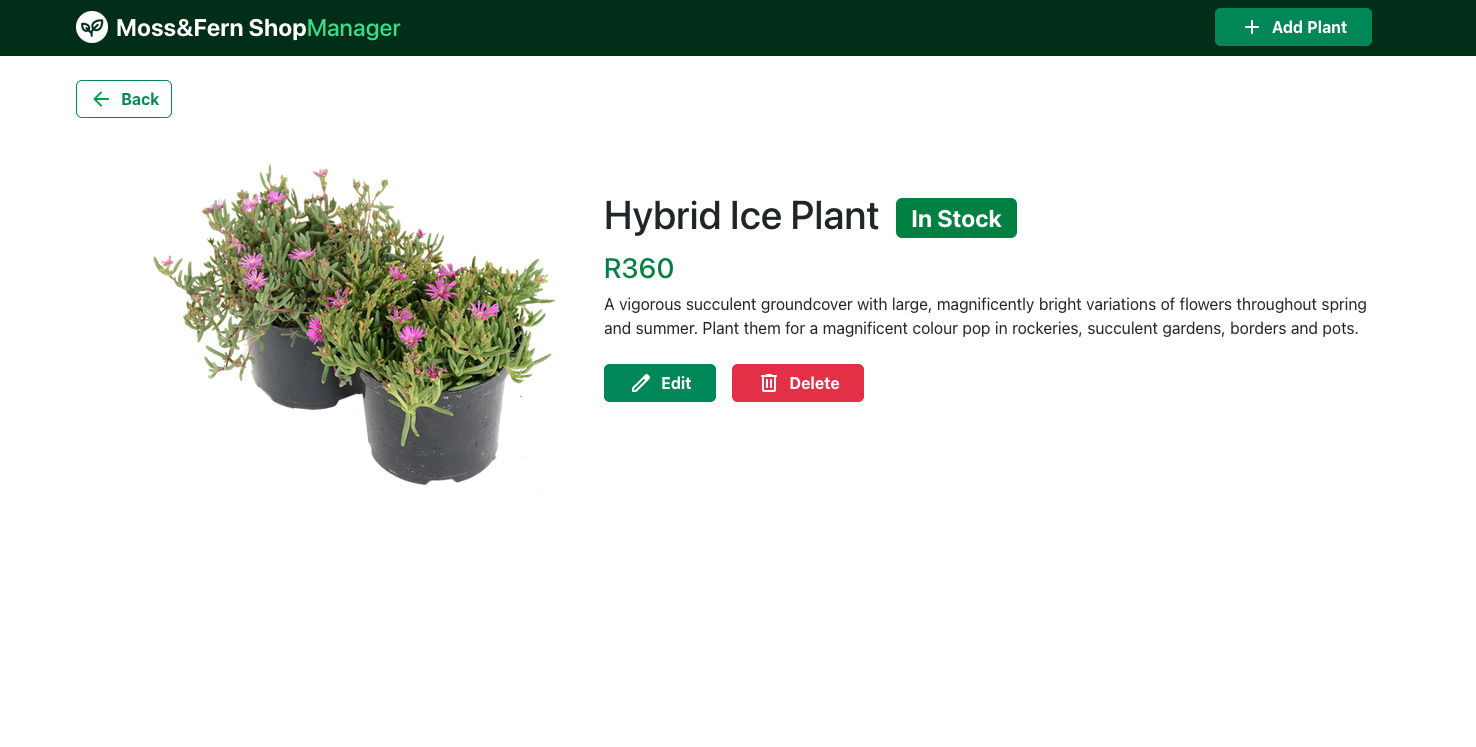 Moss&Fern ShopManager
Add Plant
Back
Hybrid Ice Plant
In Stock
R360
A vigorous succulent groundcover with large, magnificently bright variations of flowers throughout spring
and summer. Plant them for a magnificent colour pop in rockeries, succulent gardens, borders and pots.
Edit
Delete